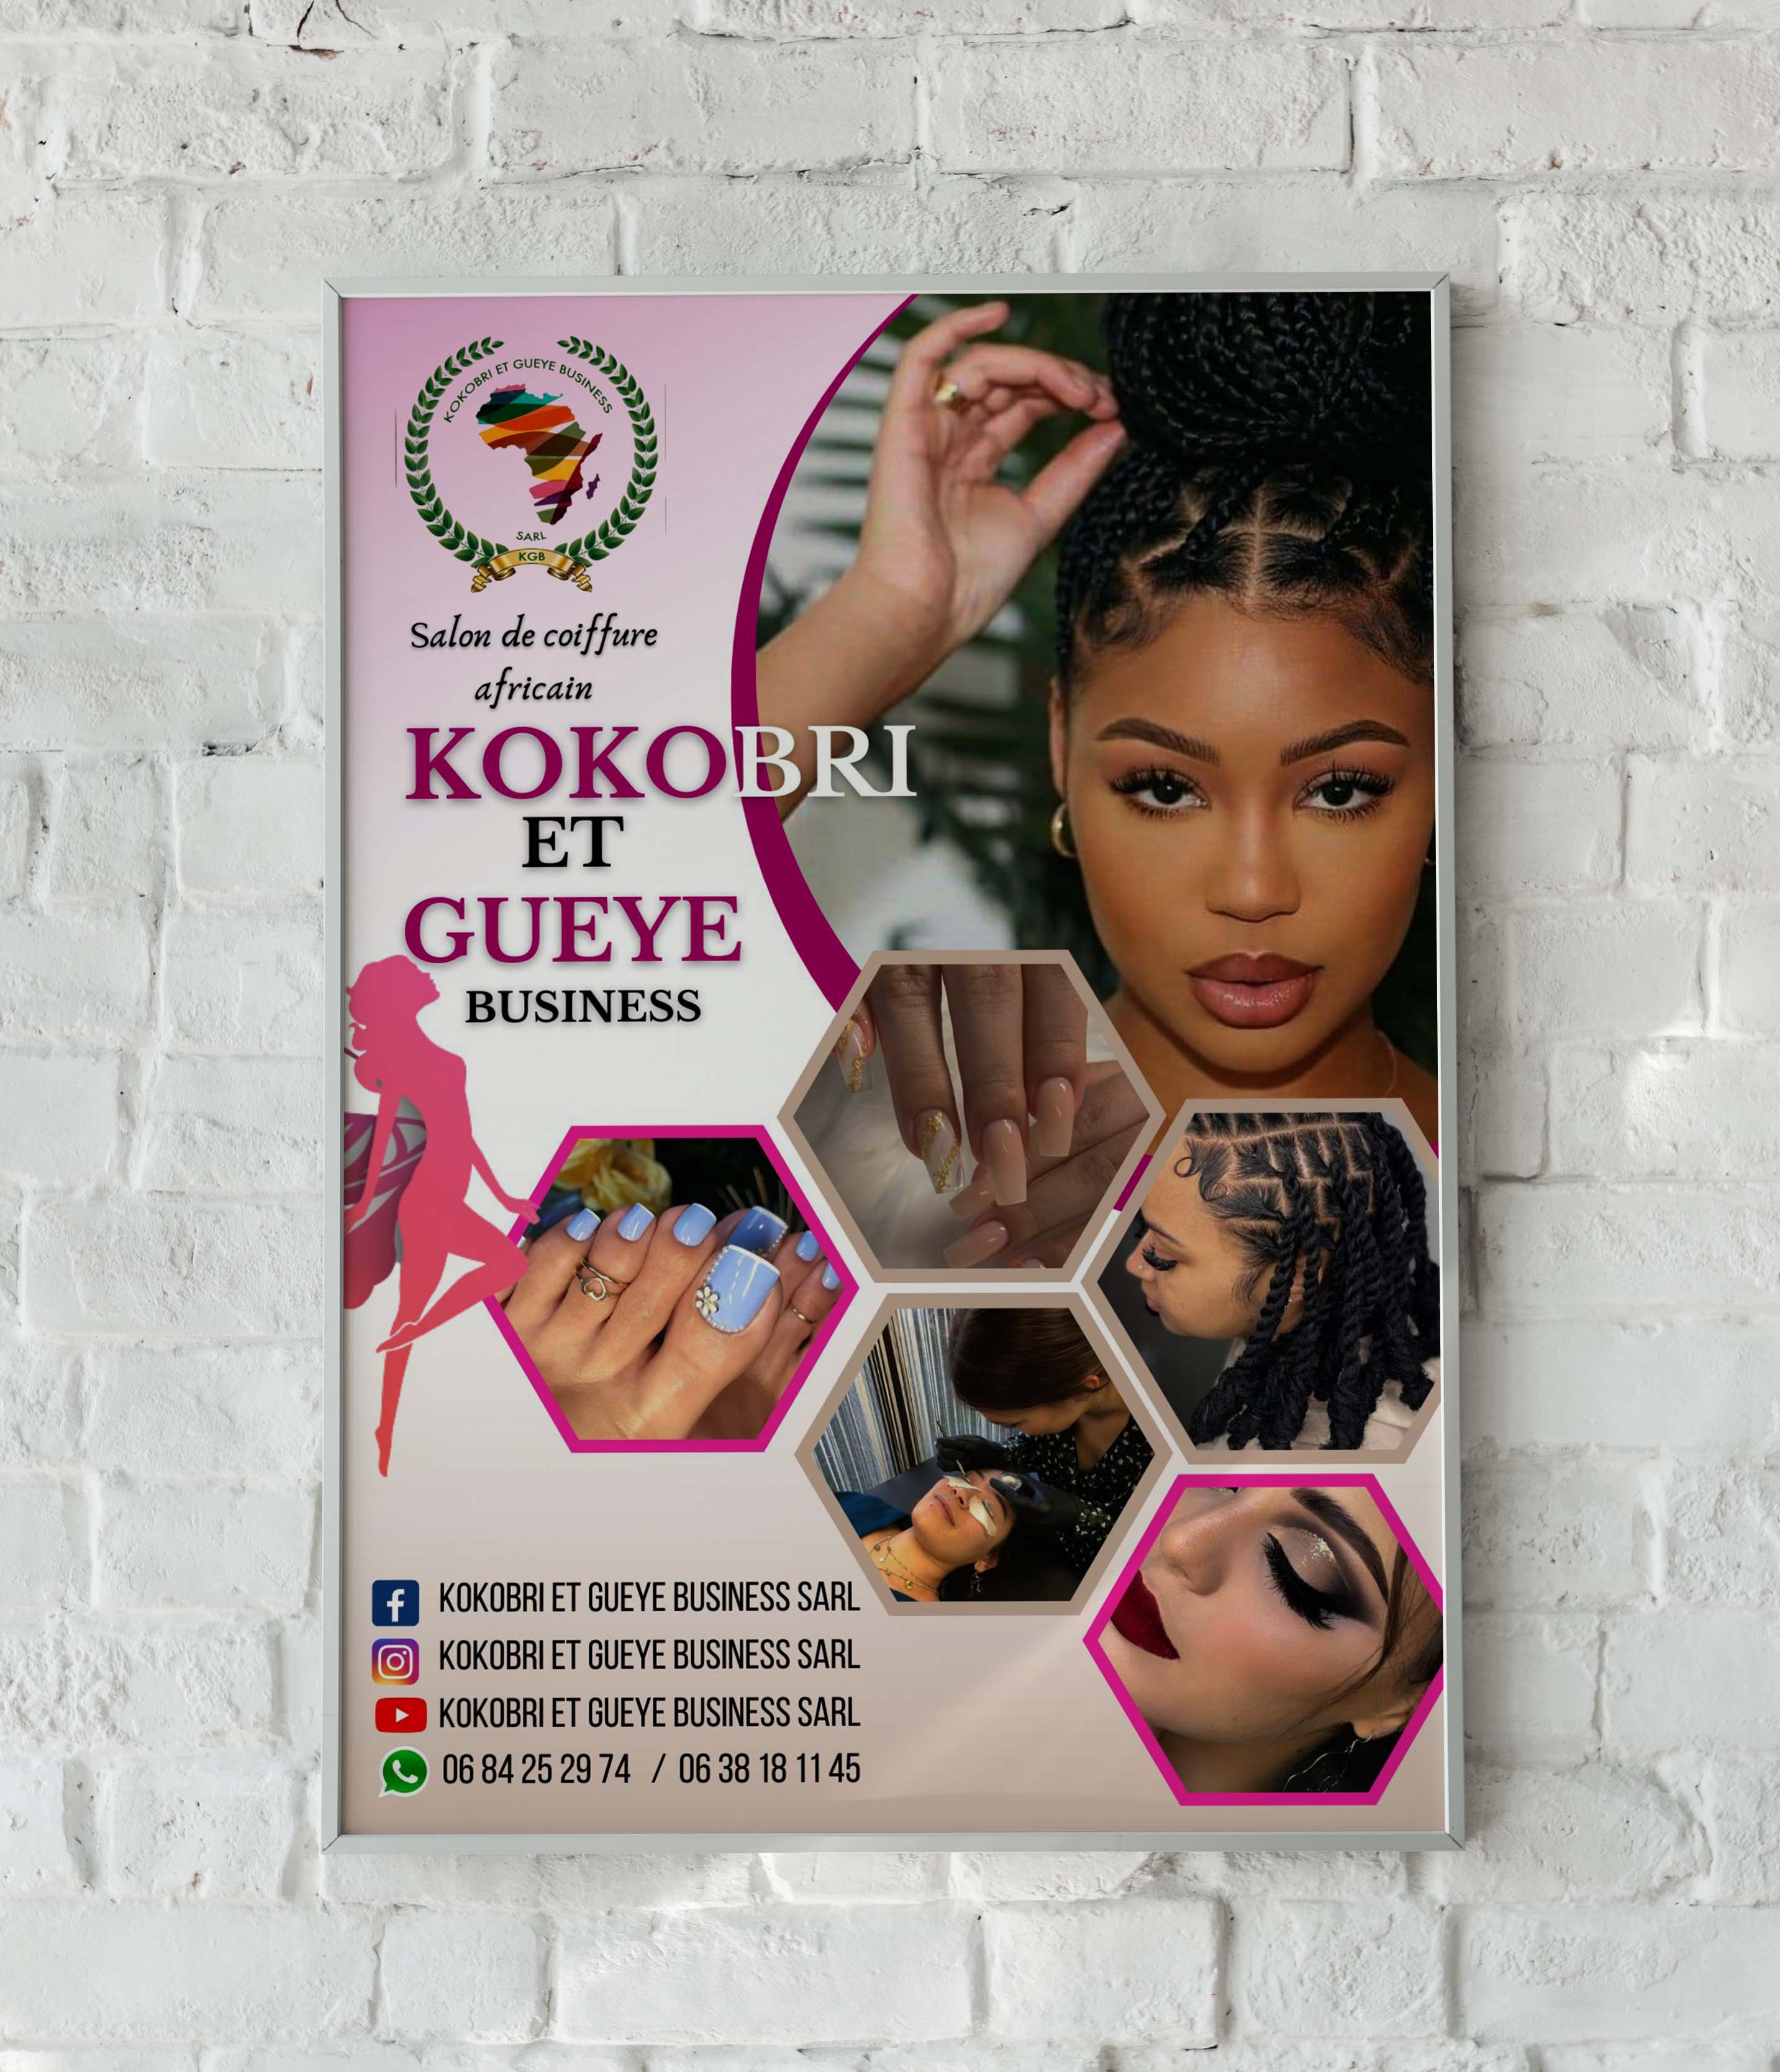 KOKOBRI ET GUEYE BUSINESS
SARL
KGB
Salon de coiffure
africain
KOKOBRI
ET
GUEYE
BUSINESS
KOKOBRI ET GUEYE BUSINESS SARL
KOKOBRI ET GUEYE BUSINESS SARL
KOKOBRI ET GUEYE BUSINESS SARL
06 84 25 29 74 / 06 38 18 11 45